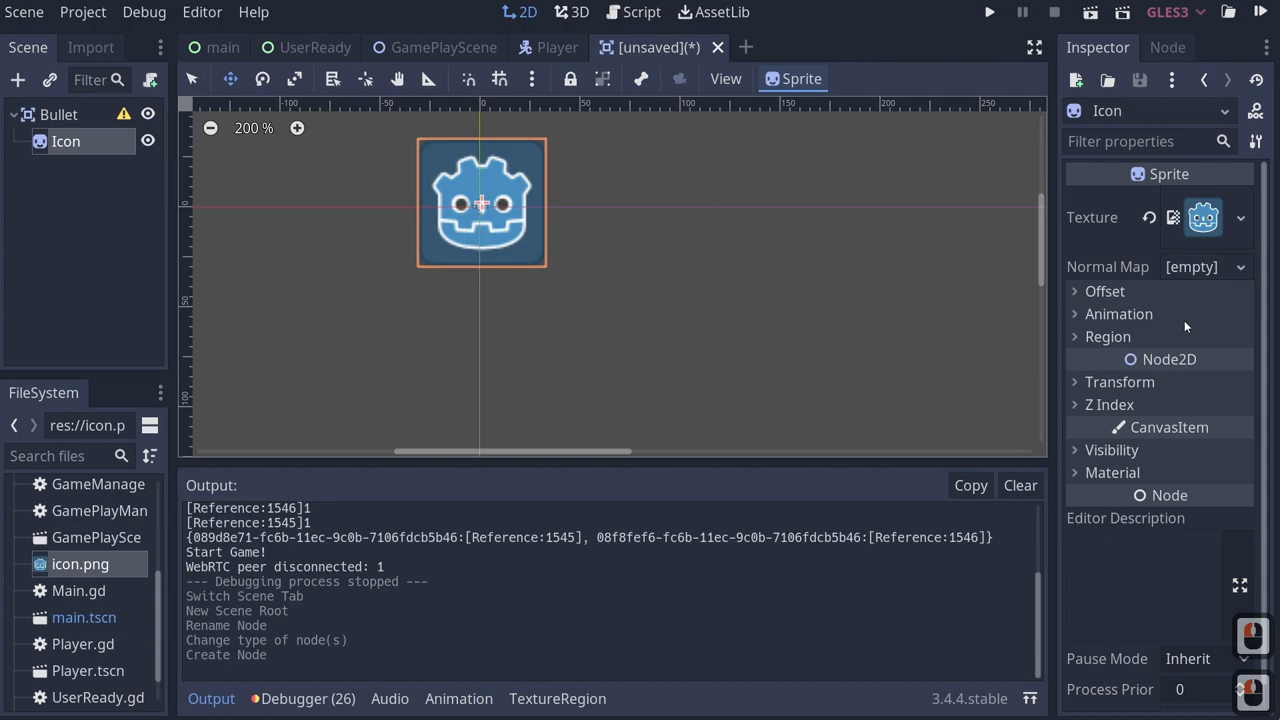 Scene Project Debug Editor Help
2D 3D Script AssetLib
GLES3
Scene Import
main UserReady GamePlayScene Player [unsaved](*)
Inspector Node
Filter
View Sprite
Bullet
Icon
-100 -50 0 50 100 150 200 250
200 %
0
50
100
Icon
Filter properties
Sprite
Texture
Normal Map [empty]
Offset
Animation
Region
Node2D
Transform
Z Index
CanvasItem
Visibility
Material
Node
Editor Description
Pause Mode Inherit
Process Prior 0
FileSystem
res://icon.p
Search files
GameManage
GamePlayMan
GamePlaySce
icon.png
Main.gd
main.tscn
Player.gd
Player.tscn
UserReady.gd
Output:
Copy Clear
[Reference:1546]1
[Reference:1545]1
{089d8e71-fc6b-11ec-9c0b-7106fdcb5b46:[Reference:1545], 08f8fef6-fc6b-11ec-9c0b-7106fdcb5b46:[Reference:1546]}
Start Game!
WebRTC peer disconnected: 1
--- Debugging process stopped ---
Switch Scene Tab
New Scene Root
Rename Node
Change type of node(s)
Create Node
Output Debugger (26) Audio Animation TextureRegion
3.4.4.stable